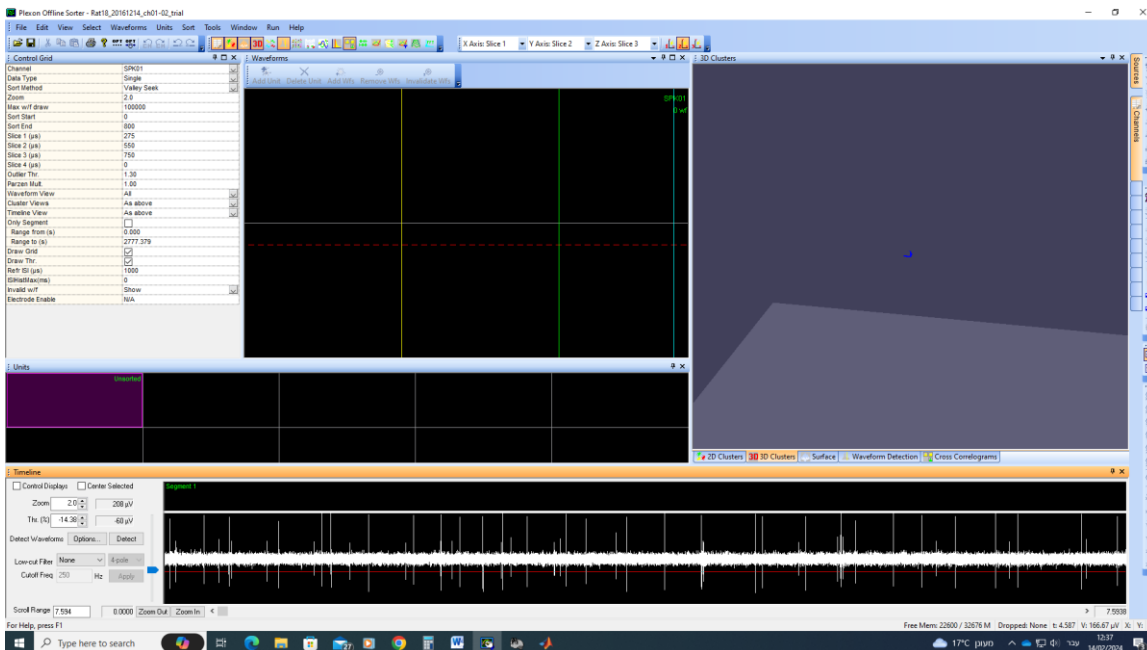 Plexon Offline Sorter - Rat18_20161214_ch01-02_trial
File Edit View Select Waveforms Units Sort Tools Window Run Help
X Axis: Slice 1 Y Axis: Slice 2 Z Axis: Slice 3
Control Grid
Channel SPK01
Data Type Single
Sort Method Valley Seek
Zoom 2.0
Max w/f draw 100000
Sort Start 0
Sort End 800
Slice 1 (µs) 275
Slice 2 (µs) 550
Slice 3 (µs) 750
Slice 4 (µs) 0
Outlier Thr. 1.30
Parzen Mult. 1.00
Waveform View All
Cluster Views As above
Timeline View As above
Only Segment
Range from (s) 0.000
Range to (s) 2777.379
Draw Grid
Draw Thr.
Refr ISI (µs) 1000
ISIHistMax(ms) 0
Invalid w/f Show
Electrode Enable N/A
Waveforms
Add Unit Delete Unit Add Wfs Remove Wfs Invalidate Wfs
SPK01
0 wf
3D Clusters
Sources
Channels
Units
Unsorted
2D Clusters 3D 3D Clusters Surface Waveform Detection Cross Correlograms
Timeline
Control Displays Center Selected
Zoom 2.0 208 µV
Thr. (%) -14.38 -60 µV
Detect Waveforms Options... Detect
Low-cut Filter None 4 pole
Cutoff Freq 250 Hz Apply
Scroll Range 7.594 0.0000 Zoom Out Zoom In
Segment 1
7.5938
For Help, press F1
Free Mem: 22600 / 32676 M Dropped: None t: 4.587 V: 166.67 µV X: Y:
Type here to search
27
17°C מעונן
עבר
12:37
14/02/2024